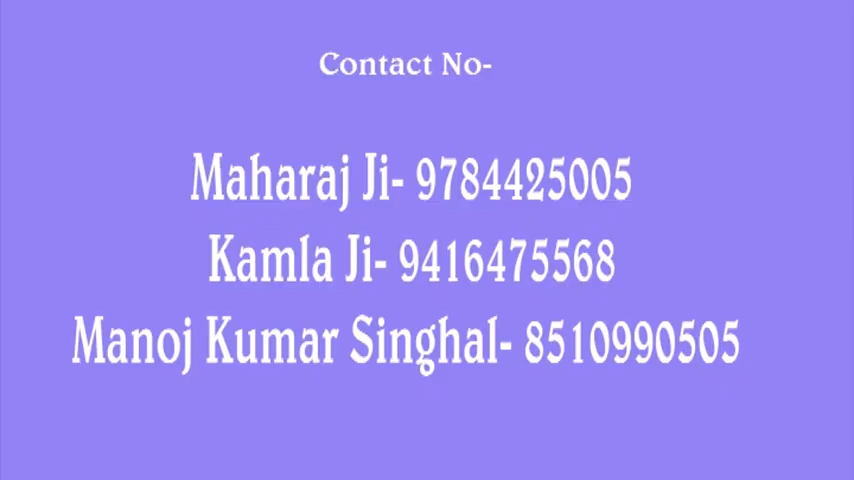 Contact No-
Maharaj Ji- 9784425005
Kamla Ji- 9416475568
Manoj Kumar Singhal- 8510990505